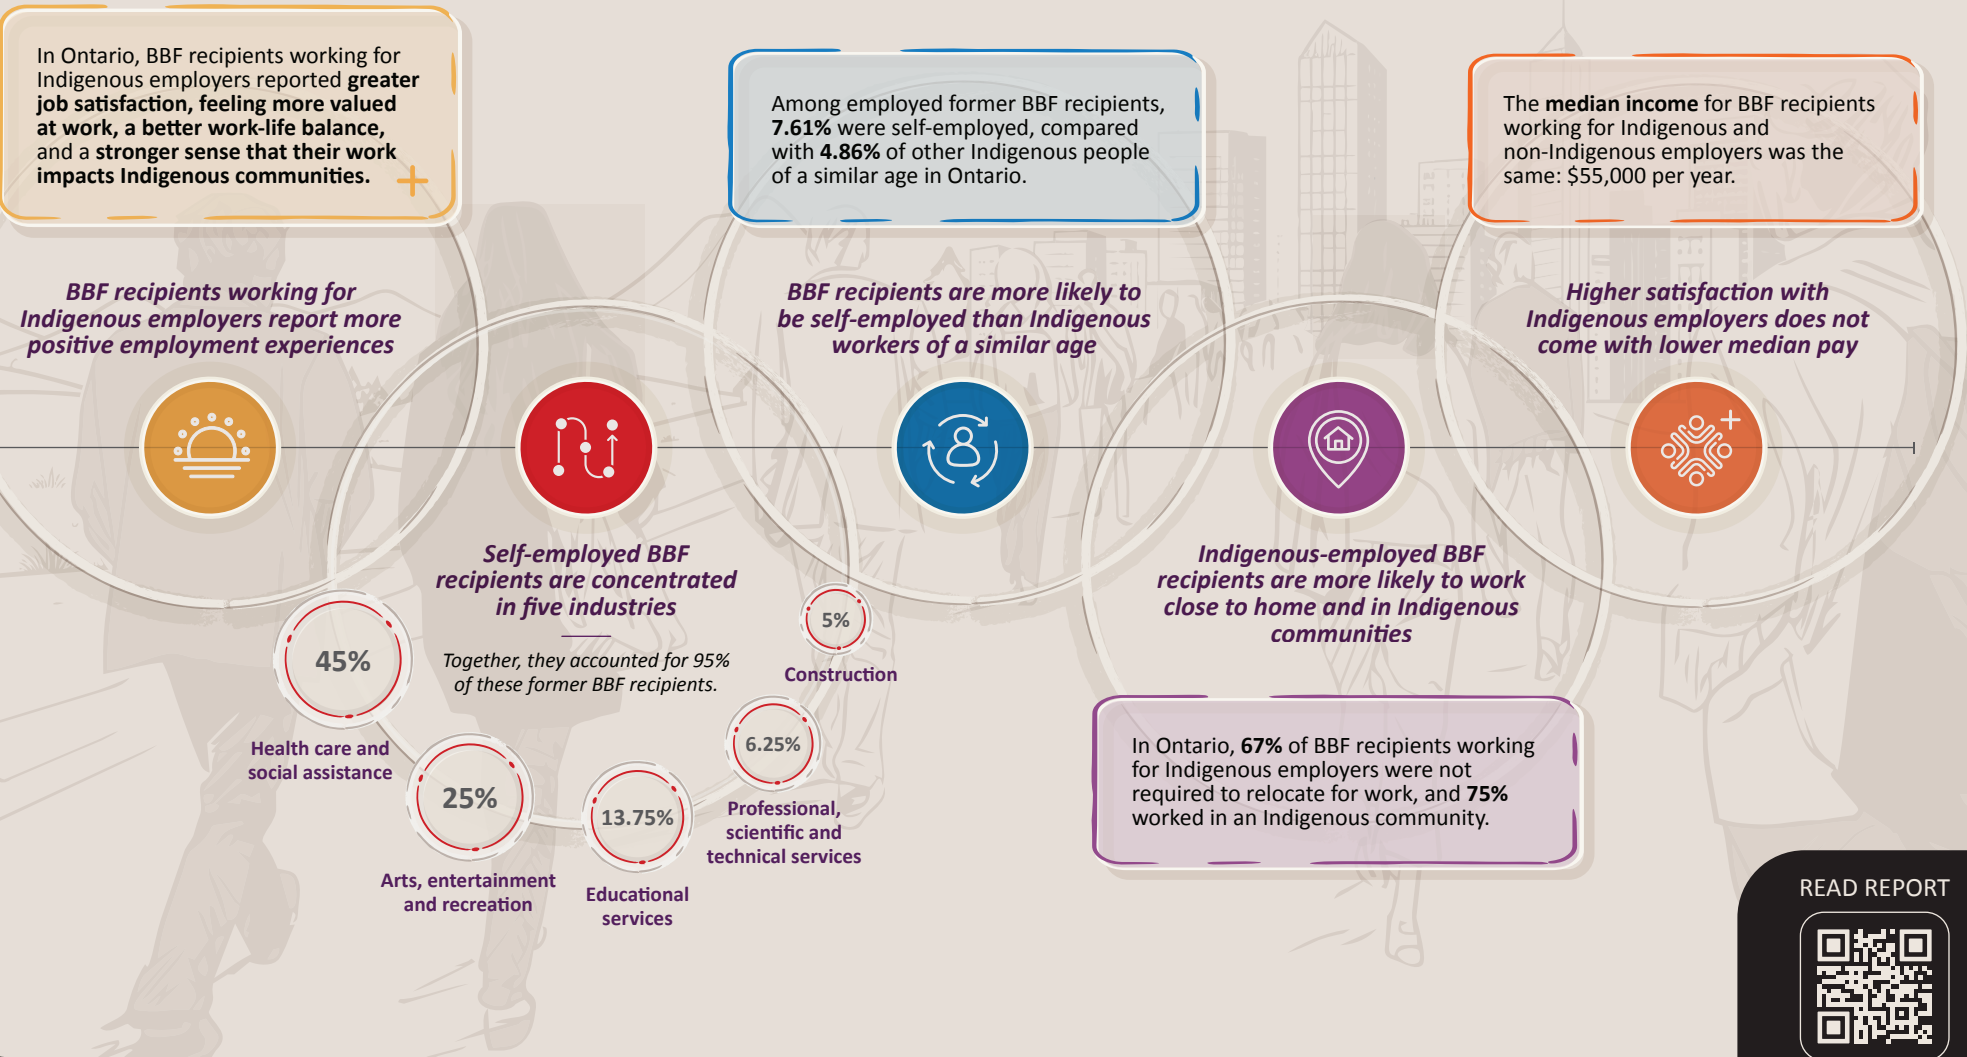 In Ontario, BBF recipients working for
Indigenous employers reported greater
job satisfaction, feeling more valued
at work, a better work-life balance,
and a stronger sense that their work
impacts Indigenous communities.
BBF recipients working for
Indigenous employers report more
positive employment experiences
Self-employed BBF
recipients are concentrated
in five industries
Together, they accounted for 95%
of these former BBF recipients.
45%
Health care and
social assistance
25%
Arts, entertainment
and recreation
13.75%
Educational
services
6.25%
Professional,
scientific and
technical services
5%
Construction
Among employed former BBF recipients,
7.61% were self-employed, compared
with 4.86% of other Indigenous people
of a similar age in Ontario.
BBF recipients are more likely to
be self-employed than Indigenous
workers of a similar age
Indigenous-employed BBF
recipients are more likely to work
close to home and in Indigenous
communities
In Ontario, 67% of BBF recipients working
for Indigenous employers were not
required to relocate for work, and 75%
worked in an Indigenous community.
The median income for BBF recipients
working for Indigenous and
non-Indigenous employers was the
same: $55,000 per year.
Higher satisfaction with
Indigenous employers does not
come with lower median pay
READ REPORT